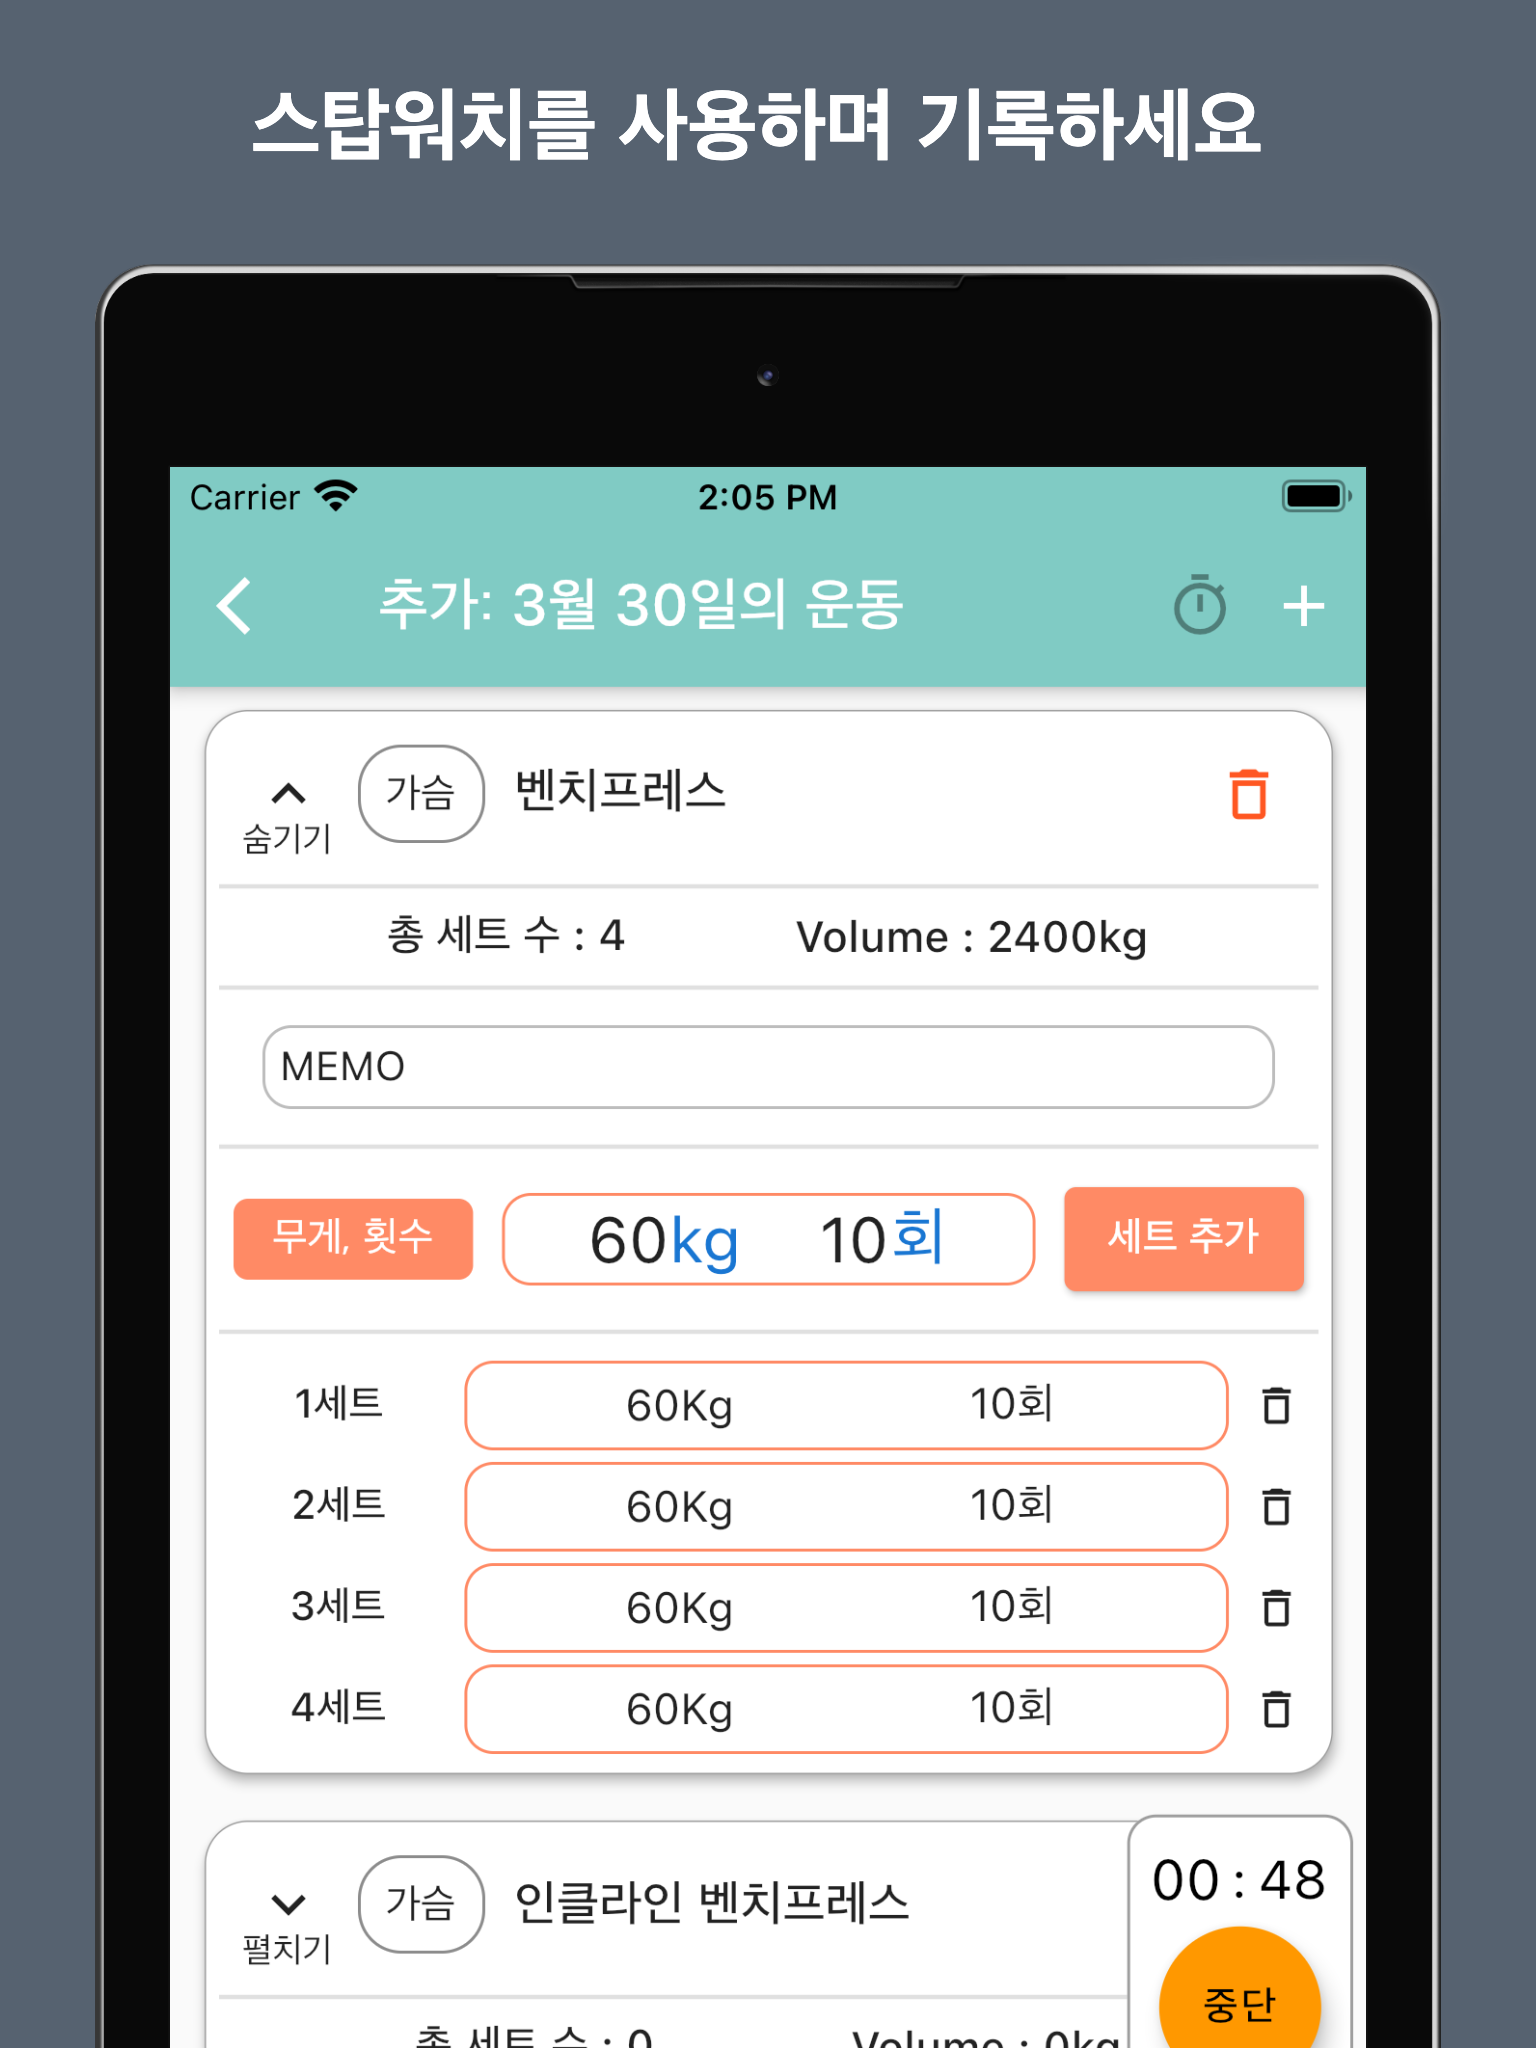 스탑워치를 사용하며 기록하세요
Carrier 2:05 PM
추가: 3월 30일의 운동
숨기기 가슴 벤치프레스
총 세트 수 : 4 Volume : 2400kg
MEMO
무게, 횟수 60kg 10회 세트 추가
1세트 60Kg 10회
2세트 60Kg 10회
3세트 60Kg 10회
4세트 60Kg 10회
펼치기 가슴 인클라인 벤치프레스
00 : 48
중단
총 세트 수 : 0 Volume : 0kg